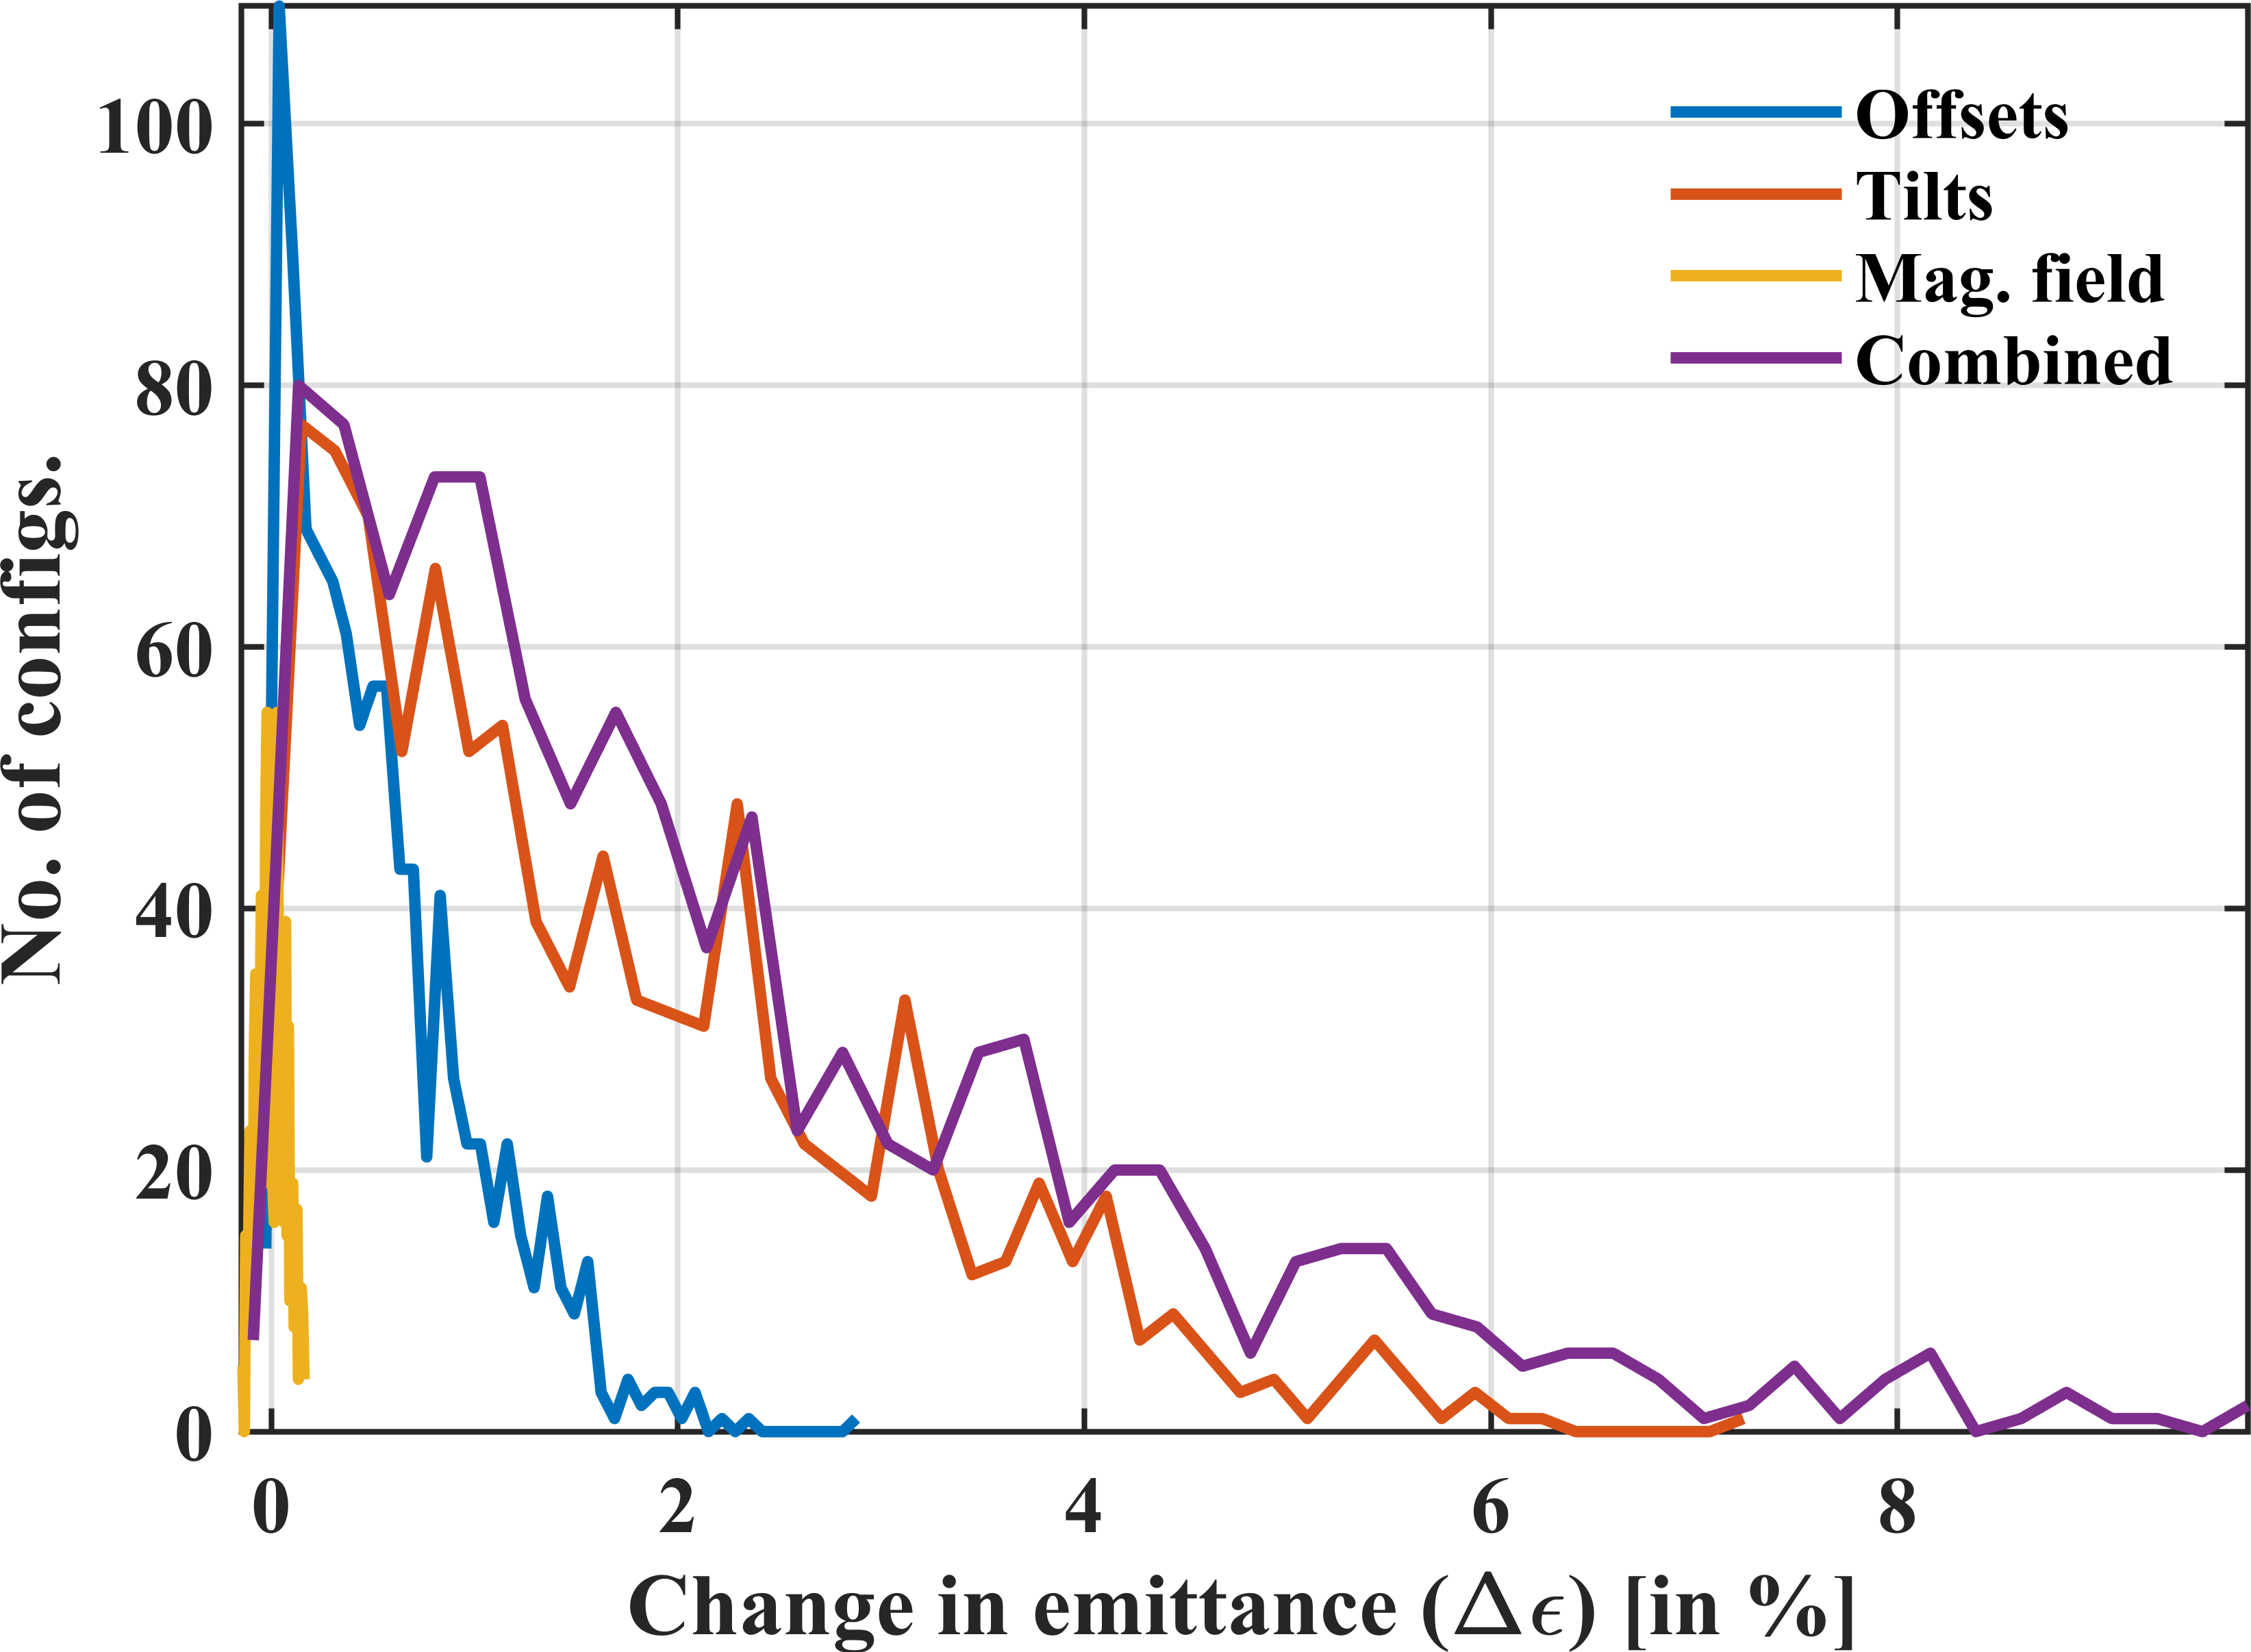 No. of configs.
100
80
60
40
20
0
Offsets
Tilts
Mag. field
Combined
0 2 4 6 8
Change in emittance (Δϵ) [in %]